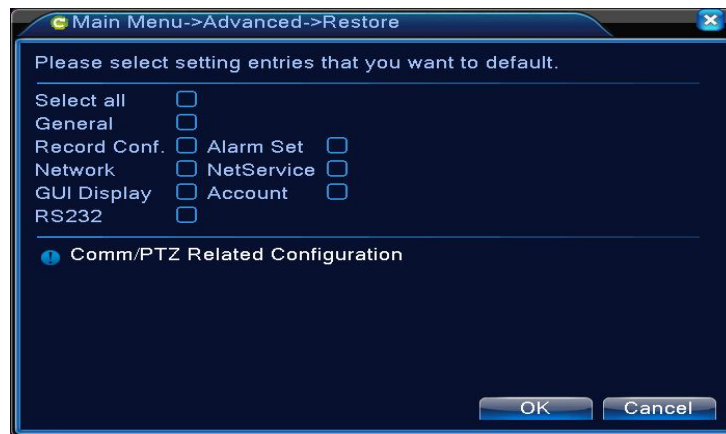 Main Menu->Advanced->Restore
Please select setting entries that you want to default.
Select all
General
Record Conf. Alarm Set
Network NetService
GUI Display Account
RS232
Comm/PTZ Related Configuration
OK Cancel